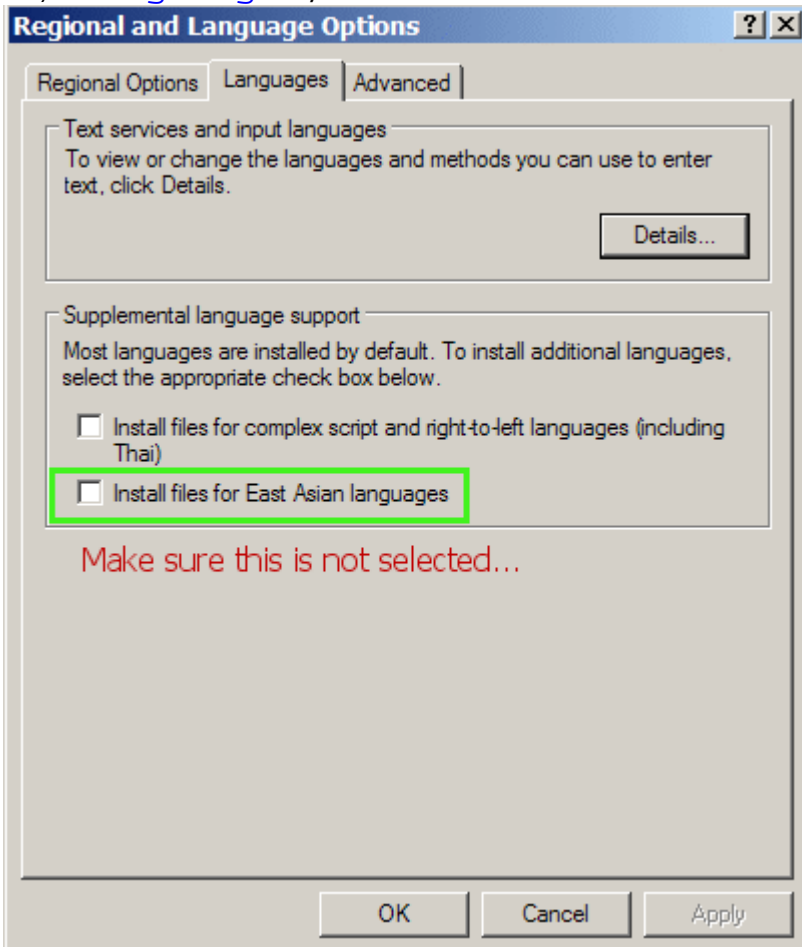 Regional and Language Options
Regional Options Languages Advanced
Text services and input languages
To view or change the languages and methods you can use to enter
text, click Details.
Details...
Supplemental language support
Most languages are installed by default. To install additional languages,
select the appropriate check box below.
Install files for complex script and right-to-left languages (including
Thai)
Install files for East Asian languages
Make sure this is not selected...
OK Cancel Apply